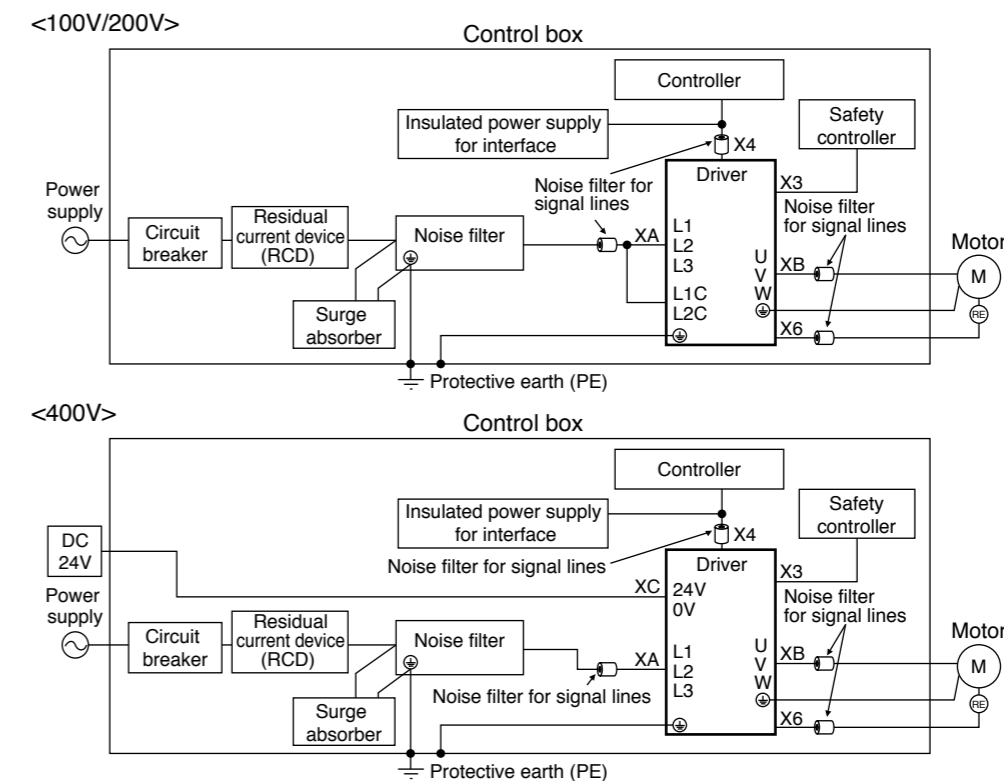 <100V/200V>
Control box
Controller
Insulated power supply
for interface
X4
Safety
controller
Driver
X3
Noise filter for
signal lines
Noise filter
for signal lines
Power
supply
Circuit
breaker
Residual
current device
(RCD)
Noise filter
XA
L1
L2
L3
L1C
L2C
U
V
W
XB
X6
Motor
M
RE
Surge
absorber
Protective earth (PE)
<400V>
Control box
Controller
Insulated power supply
for interface
X4
Safety
controller
DC
24V
Noise filter for signal lines
Driver
X3
XC
24V
0V
Noise filter
for signal lines
Power
supply
Circuit
breaker
Residual
current device
(RCD)
Noise filter
XA
L1
L2
L3
U
V
W
XB
X6
Motor
M
RE
Noise filter for signal lines
Surge
absorber
Protective earth (PE)